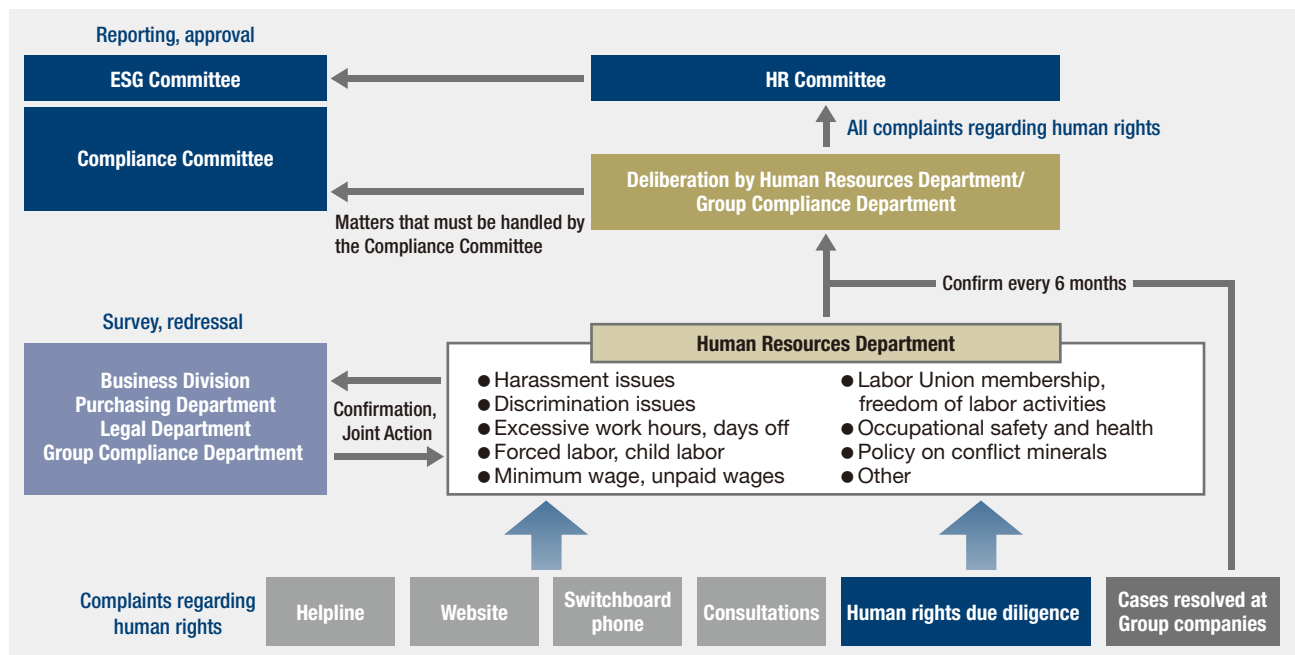 Reporting, approval
ESG Committee
HR Committee
All complaints regarding human rights
Compliance Committee
Deliberation by Human Resources Department/
Group Compliance Department
Matters that must be handled by
the Compliance Committee
Confirm every 6 months
Survey, redressal
Business Division
Purchasing Department
Legal Department
Group Compliance Department
Confirmation,
Joint Action
Human Resources Department
● Harassment issues
● Discrimination issues
● Excessive work hours, days off
● Forced labor, child labor
● Minimum wage, unpaid wages
● Labor Union membership,
freedom of labor activities
● Occupational safety and health
● Policy on conflict minerals
● Other
Complaints regarding
human rights
Helpline
Website
Switchboard
phone
Consultations
Human rights due diligence
Cases resolved at
Group companies